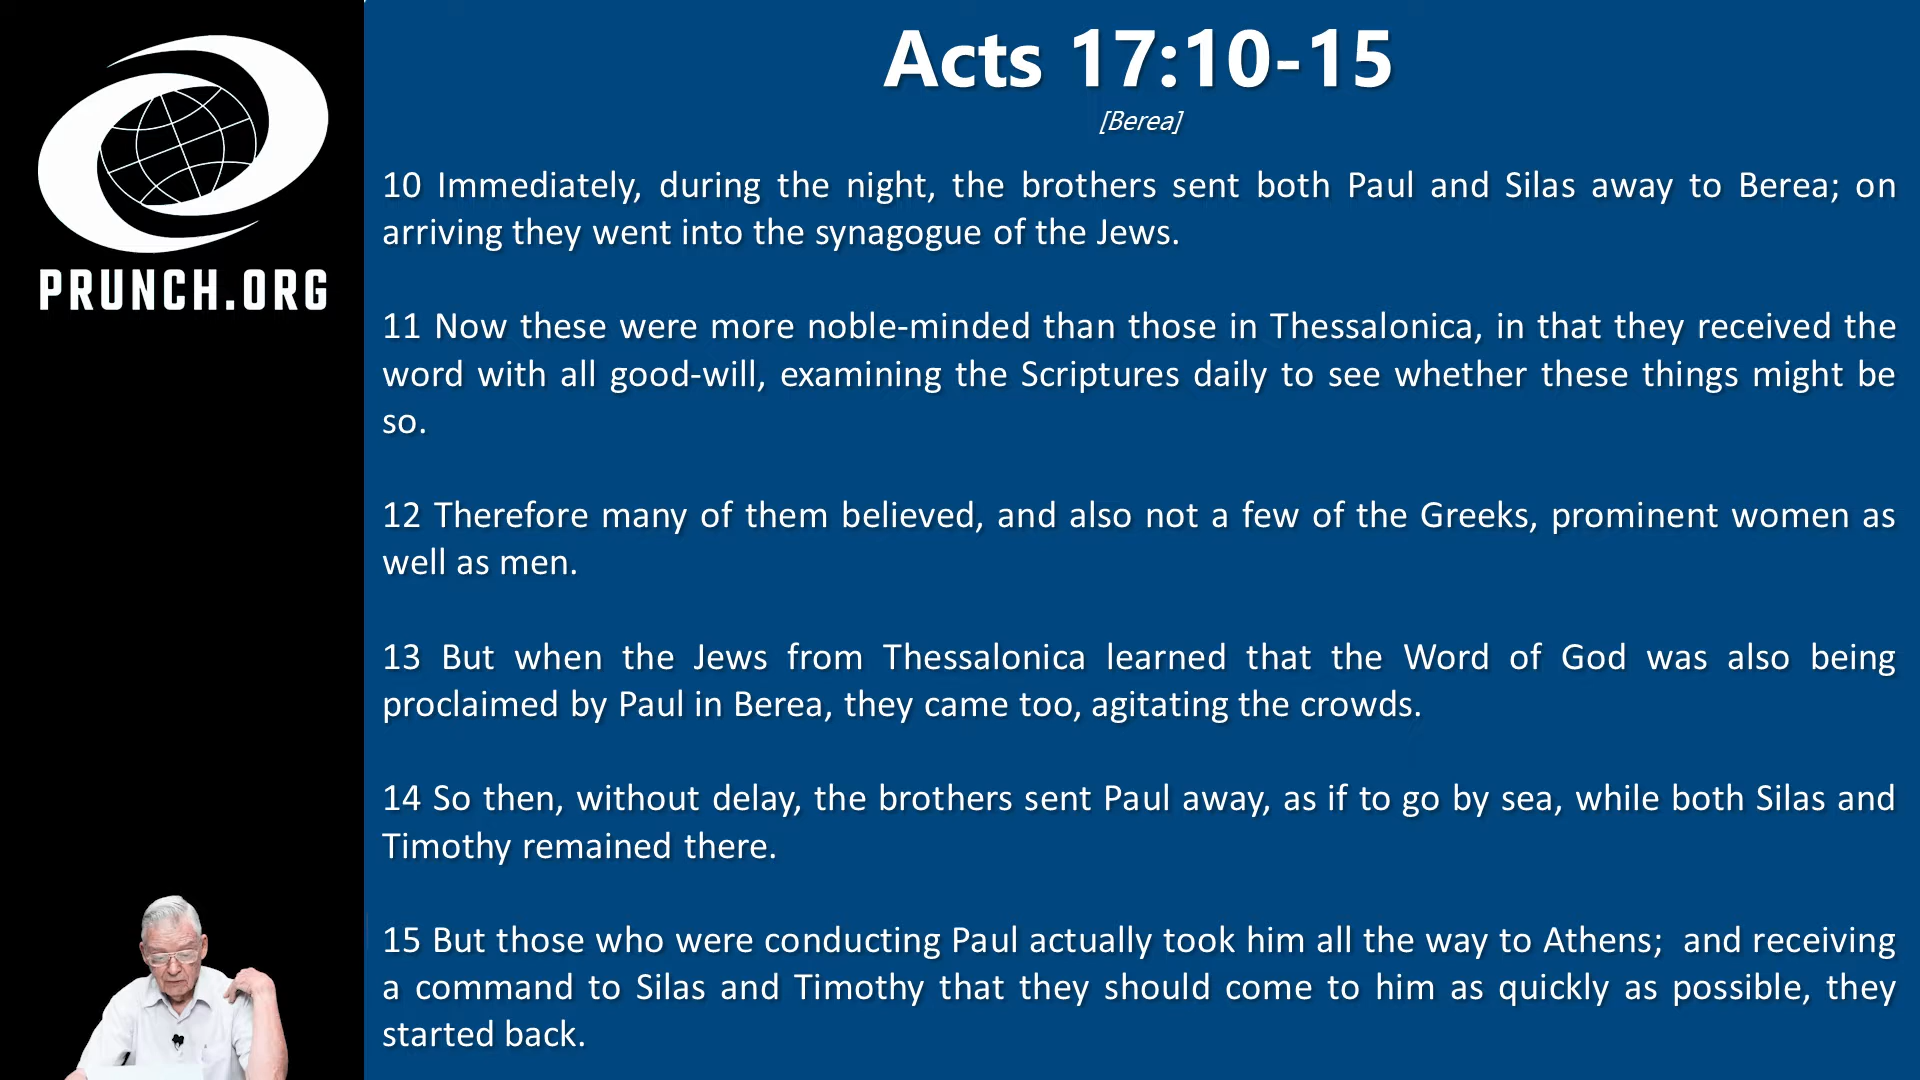 Acts 17:10-15
[Berea]
PRUNCH.ORG
10 Immediately, during the night, the brothers sent both Paul and Silas away to Berea; on
arriving they went into the synagogue of the Jews.
11 Now these were more noble-minded than those in Thessalonica, in that they received the
word with all good-will, examining the Scriptures daily to see whether these things might be
so.
12 Therefore many of them believed, and also not a few of the Greeks, prominent women as
well as men.
13 But when the Jews from Thessalonica learned that the Word of God was also being
proclaimed by Paul in Berea, they came too, agitating the crowds.
14 So then, without delay, the brothers sent Paul away, as if to go by sea, while both Silas and
Timothy remained there.
15 But those who were conducting Paul actually took him all the way to Athens;  and receiving
a command to Silas and Timothy that they should come to him as quickly as possible, they
started back.